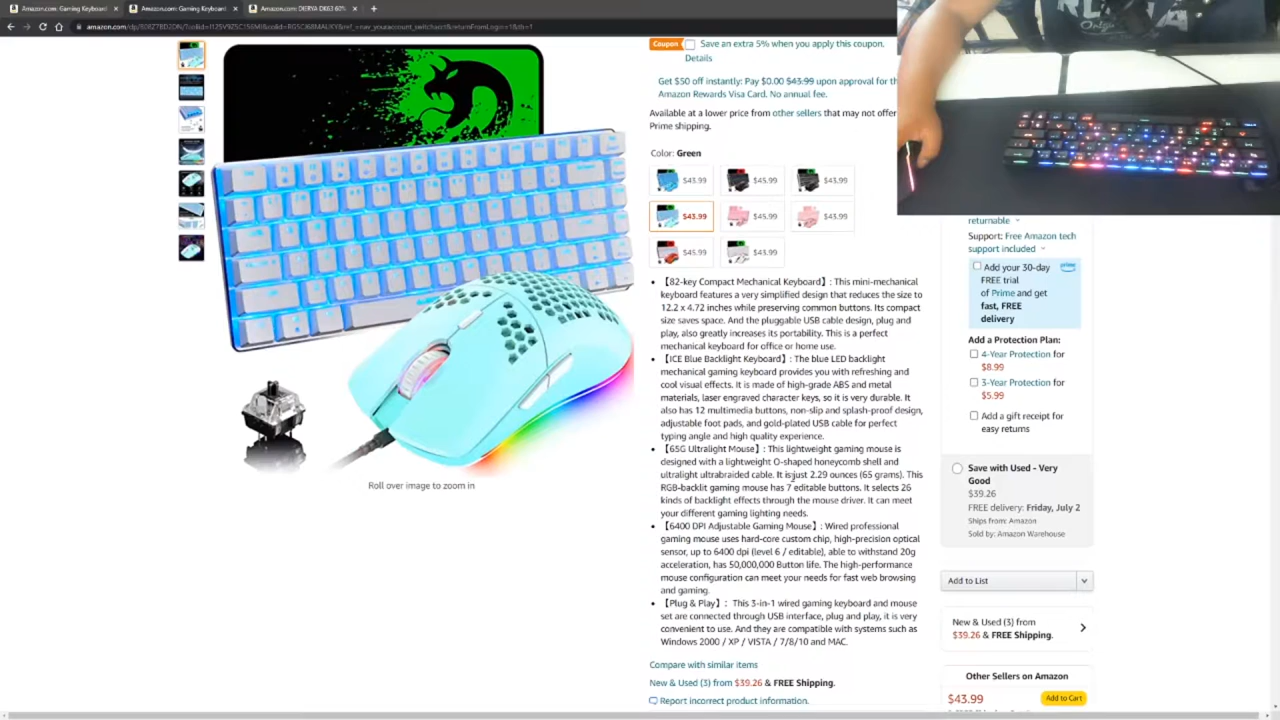 Amazon.com: Gaming Keyboard
Amazon.com: Gaming Keyboard
Amazon.com: DIERYA DE63 60%
Coupon Save an extra 5% when you apply this coupon.
Details
Get $50 off instantly: Pay $0.00 $43.99 upon approval for th
Amazon Rewards Visa Card. No annual fee.
Available at a lower price from other sellers that may not offer
Prime shipping.
Color: Green
$43.99 $45.99 $43.99
$43.99 $45.99 $43.99
$45.99 $43.99
【82-key Compact Mechanical Keyboard】: This mini-mechanical
keyboard features a very simplified design that reduces the size to
12.2 x 4.72 inches while preserving common buttons. Its compact
size saves space. And the pluggable USB cable design, plug and
play, also greatly increases its portability. This is a perfect
mechanical keyboard for office or home use.
【ICE Blue Backlight Keyboard】: The blue LED backlight
mechanical gaming keyboard provides you with refreshing and
cool visual effects. It is made of high-grade ABS and metal
materials, laser engraved character keys, so it is very durable. It
also has 12 multimedia buttons, non-slip and splash-proof design,
adjustable foot pads, and gold-plated USB cable for perfect
typing angle and high quality experience.
【65G Ultralight Mouse】: This lightweight gaming mouse is
designed with a lightweight O-shaped honeycomb shell and
ultralight ultrabraided cable. It is just 2.29 ounces (65 grams). This
RGB-backlit gaming mouse has 7 editable buttons. It selects 26
kinds of backlight effects through the mouse driver. It can meet
your different gaming lighting needs.
【6400 DPI Adjustable Gaming Mouse】: Wired professional
gaming mouse uses hard-core custom chip, high-precision optical
sensor, up to 6400 dpi (level 6 / editable), able to withstand 20g
acceleration, has 50,000,000 Button life. The high-performance
mouse configuration can meet your needs for fast web browsing
and gaming.
【Plug & Play】: This 3-in-1 wired gaming keyboard and mouse
set are connected through USB interface, plug and play, it is very
convenient to use. And they are compatible with systems such as
Windows 2000 / XP / VISTA / 7/8/10 and MAC.
Compare with similar items
New & Used (3) from $39.26 & FREE Shipping.
Report incorrect product information.
Roll over image to zoom in
returnable
Support: Free Amazon tech
support included
Add your 30-day
FREE trial
of Prime and get
fast, FREE
delivery
prime
Add a Protection Plan:
4-Year Protection for
$8.99
3-Year Protection for
$5.99
Add a gift receipt for
easy returns
Save with Used - Very
Good
$39.26
FREE delivery: Friday, July 2
Ships from: Amazon
Sold by: Amazon Warehouse
Add to List
New & Used (3) from
$39.26 & FREE Shipping.
Other Sellers on Amazon
$43.99 Add to Cart